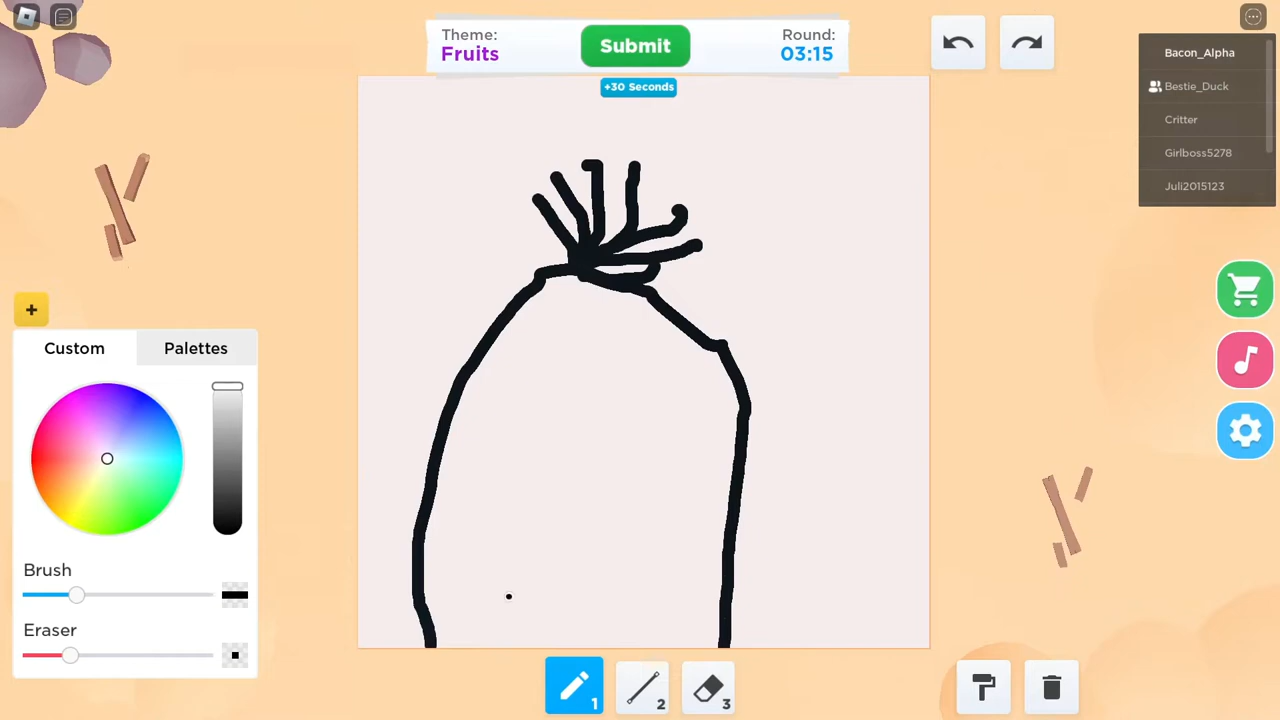 Theme:
Fruits
Submit
Round:
03:15
+30 Seconds
Bacon_Alpha
Bestie_Duck
Critter
Girlboss5278
Juli2015123
+
Custom
Palettes
Brush
Eraser
1
2
3